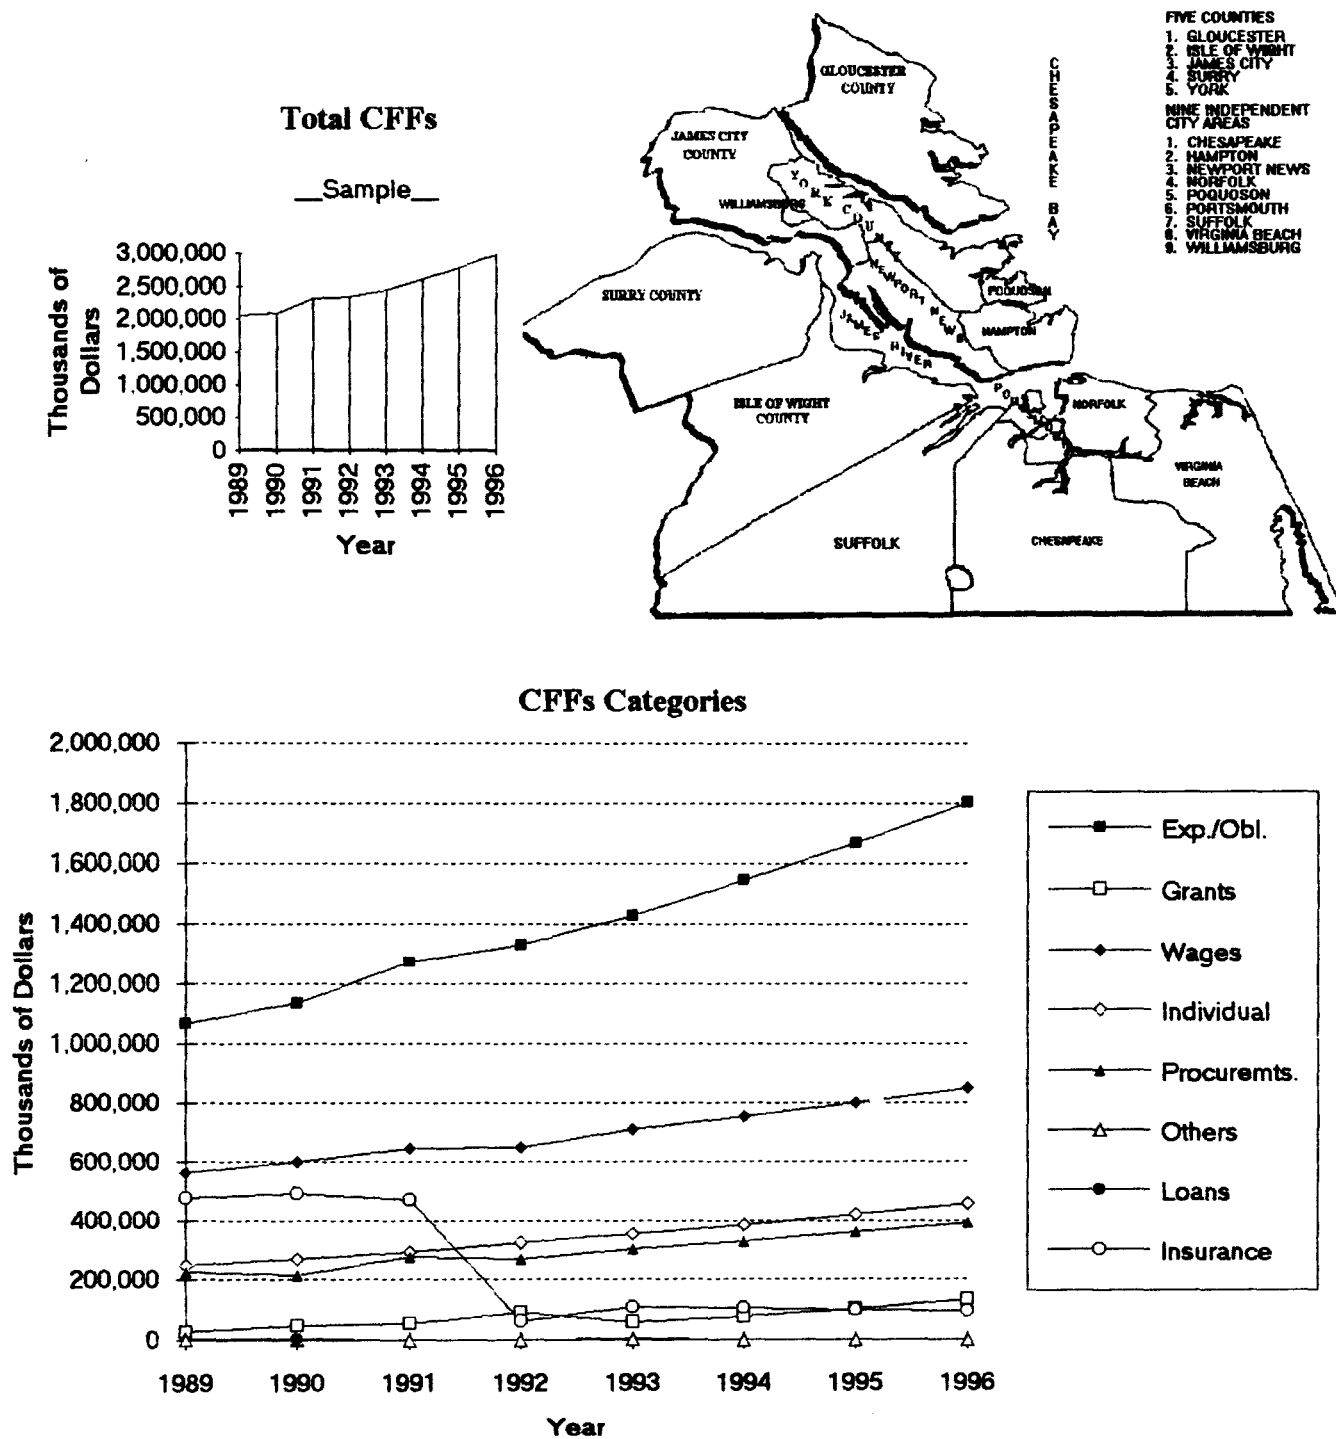 Total CFFs
__Sample__
3,000,000
2,500,000
2,000,000
1,500,000
1,000,000
500,000
0
Thousands of
Dollars
1989
1990
1991
1992
1993
1994
1995
1996
Year
GLOUCESTER
COUNTY
JAMES CITY
COUNTY
YORK COUNTY
WILLIAMSBURG
SURRY COUNTY
NEWPORT NEWS
POQUOSON
HAMPTON
JAMES RIVER
ISLE OF WIGHT
COUNTY
NORFOLK
VIRGINIA
BEACH
SUFFOLK
CHESAPEAKE
CHESAPEAKE BAY
FIVE COUNTIES
1. GLOUCESTER
2. ISLE OF WIGHT
3. JAMES CITY
4. SURRY
5. YORK
NINE INDEPENDENT
CITY AREAS
1. CHESAPEAKE
2. HAMPTON
3. NEWPORT NEWS
4. NORFOLK
5. POQUOSON
6. PORTSMOUTH
7. SUFFOLK
8. VIRGINIA BEACH
9. WILLIAMSBURG
CFFs Categories
2,000,000
1,800,000
1,600,000
1,400,000
1,200,000
1,000,000
800,000
600,000
400,000
200,000
0
Thousands of Dollars
1989
1990
1991
1992
1993
1994
1995
1996
Year
Exp./Obl.
Grants
Wages
Individual
Procuremts.
Others
Loans
Insurance